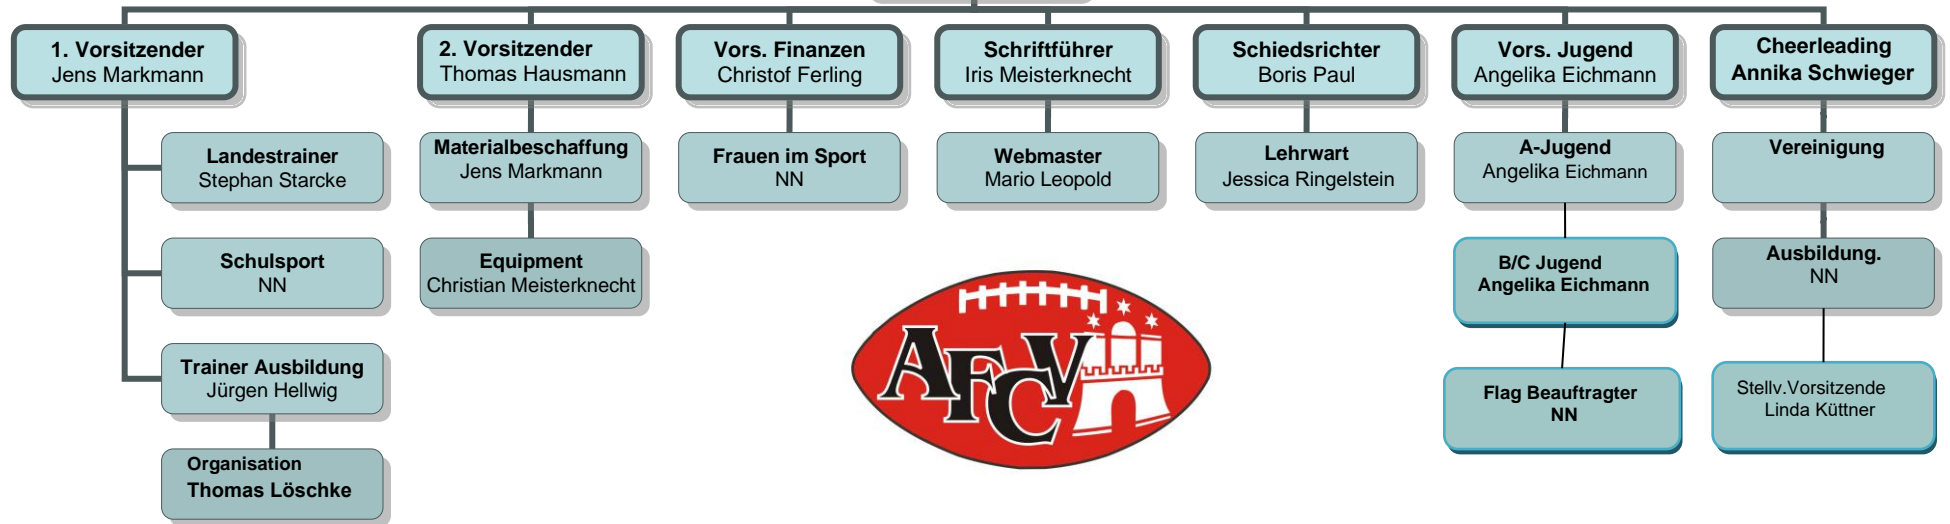 1. Vorsitzender
Jens Markmann
2. Vorsitzender
Thomas Hausmann
Vors. Finanzen
Christof Ferling
Schriftführer
Iris Meisterknecht
Schiedsrichter
Boris Paul
Vors. Jugend
Angelika Eichmann
Cheerleading
Annika Schwieger
Landestrainer
Stephan Starcke
Materialbeschaffung
Jens Markmann
Frauen im Sport
NN
Webmaster
Mario Leopold
Lehrwart
Jessica Ringelstein
A-Jugend
Angelika Eichmann
Vereinigung
Schulsport
NN
Equipment
Christian Meisterknecht
B/C Jugend
Angelika Eichmann
Ausbildung.
NN
AFCV
Trainer Ausbildung
Jürgen Hellwig
Flag Beauftragter
NN
Stellv.Vorsitzende
Linda Küttner
Organisation
Thomas Löschke